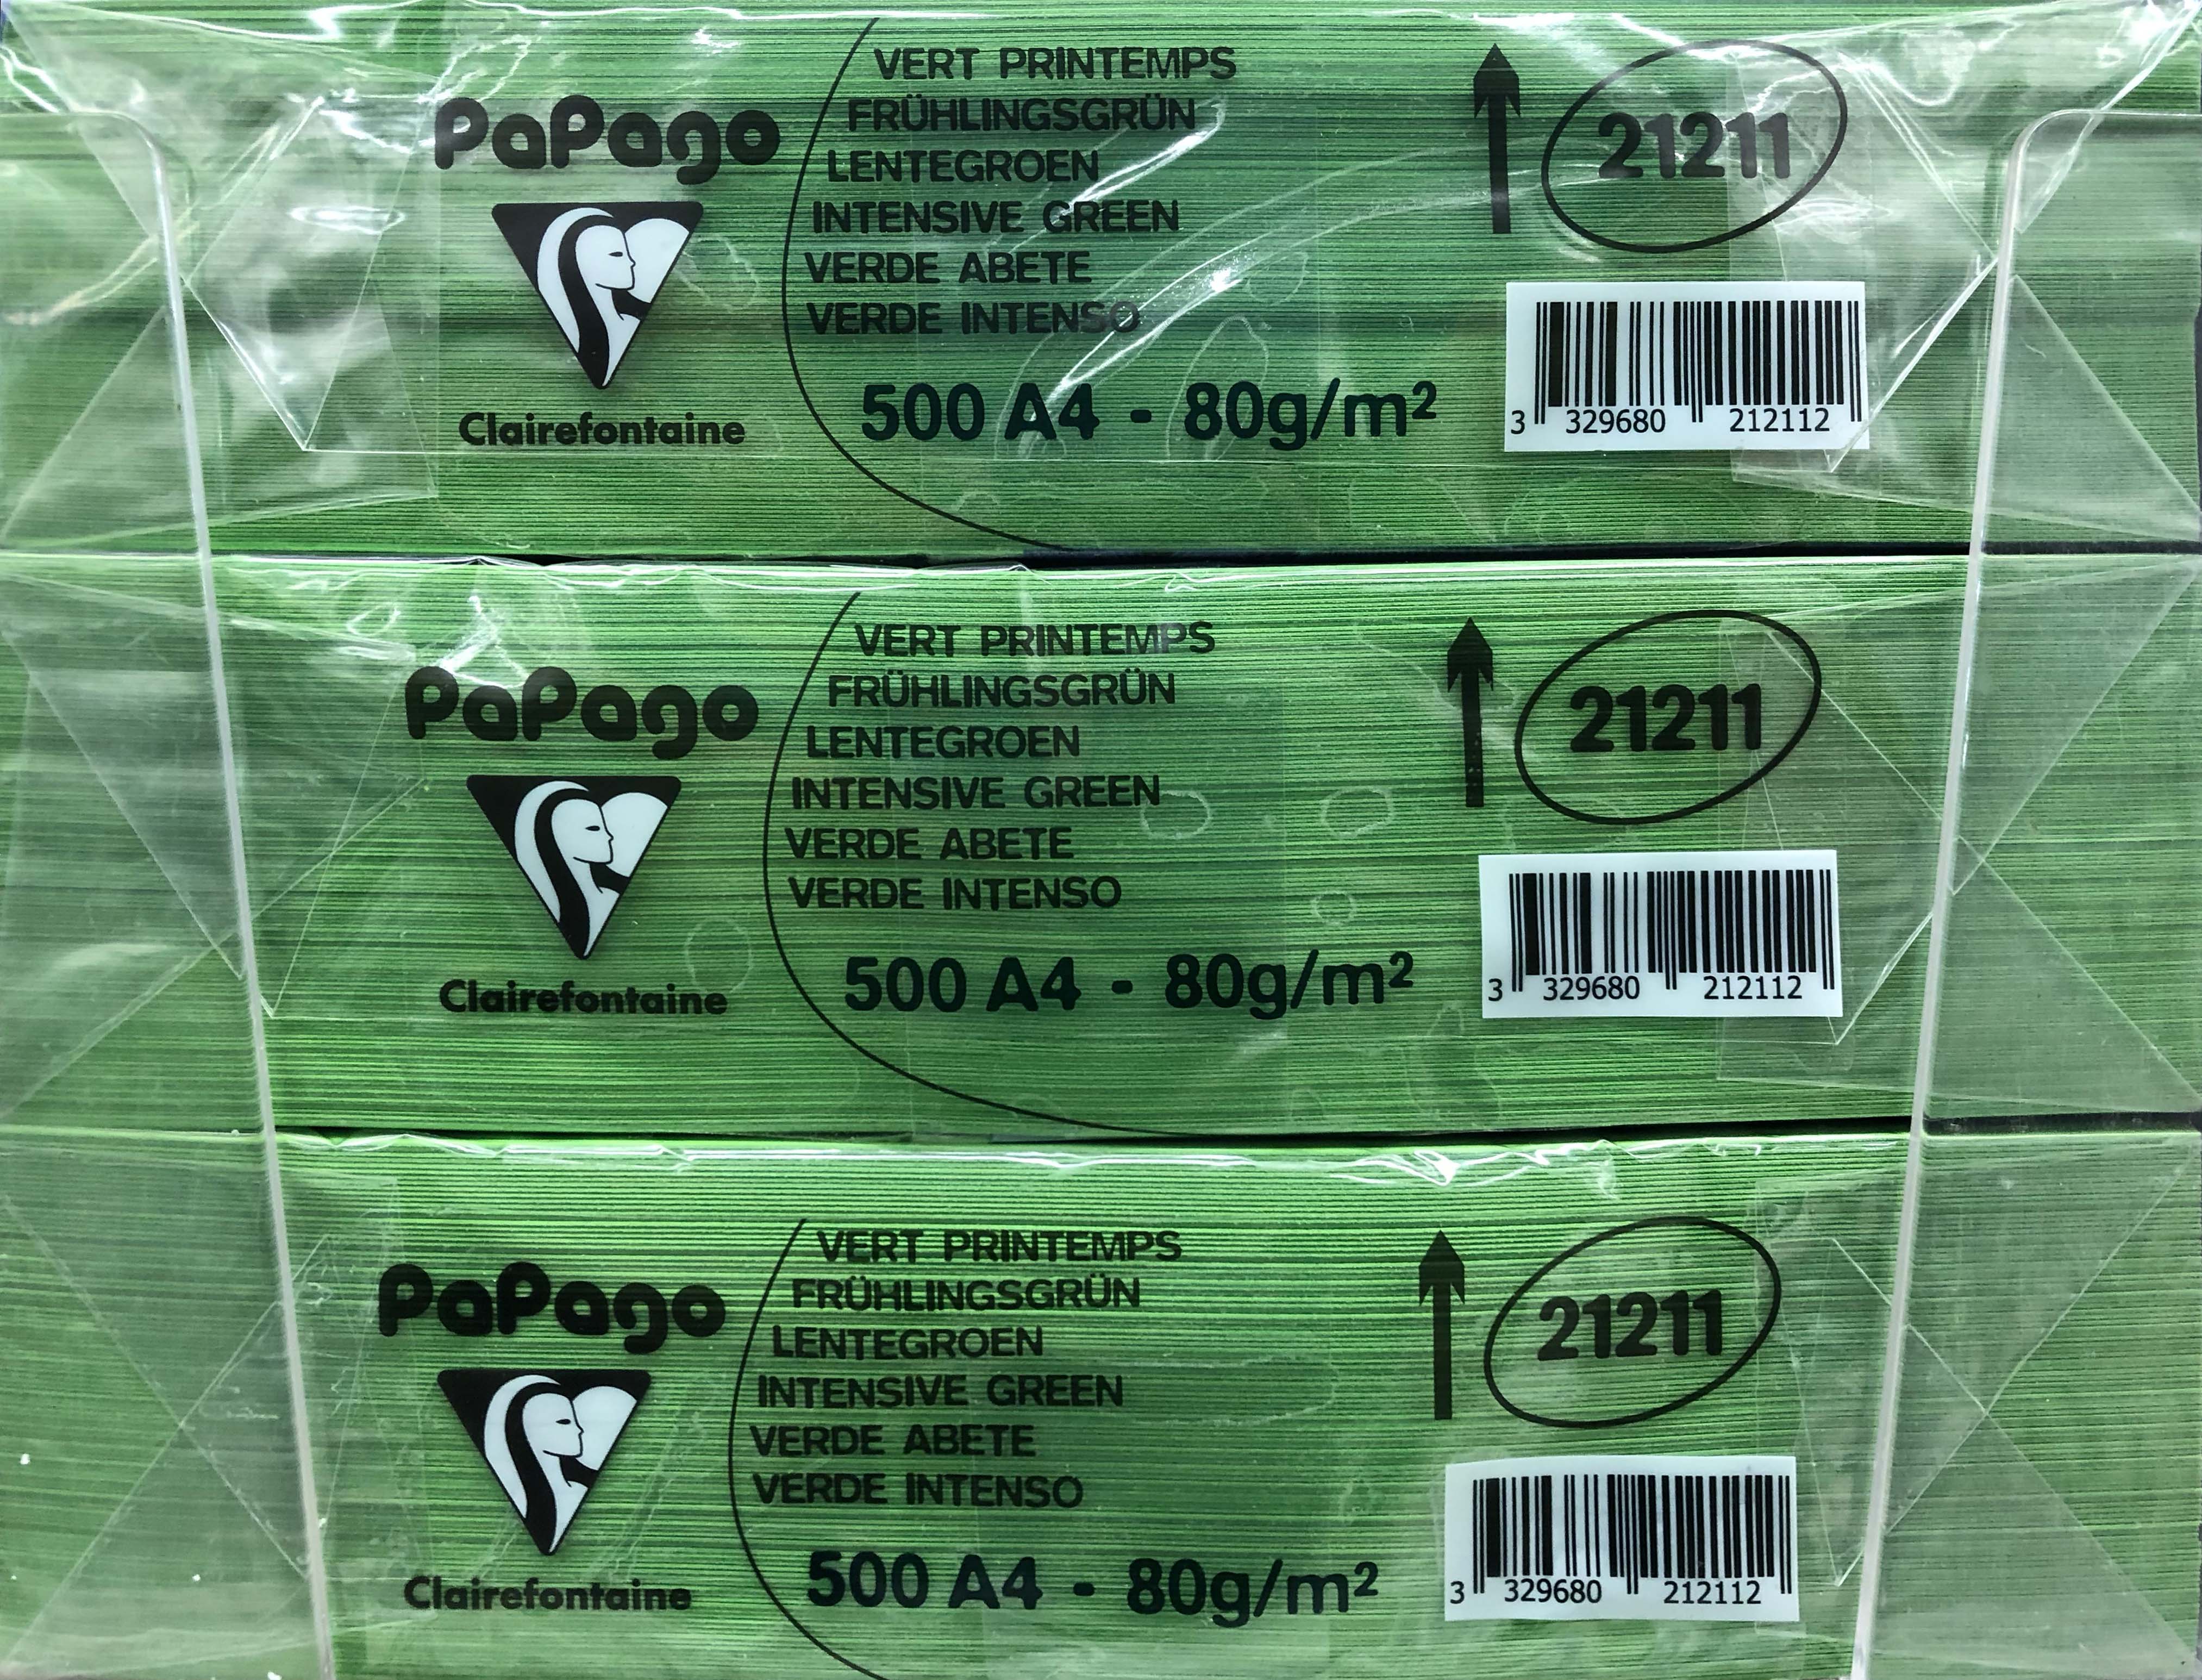 PaPago
Clairefontaine
VERT PRINTEMPS
FRÜHLINGSGRÜN
LENTEGROEN
INTENSIVE GREEN
VERDE ABETE
VERDE INTENSO
500 A4 - 80g/m²
21211
3 329680 212112
PaPago
Clairefontaine
VERT PRINTEMPS
FRÜHLINGSGRÜN
LENTEGROEN
INTENSIVE GREEN
VERDE ABETE
VERDE INTENSO
500 A4 - 80g/m²
21211
3 329680 212112
PaPago
Clairefontaine
VERT PRINTEMPS
FRÜHLINGSGRÜN
LENTEGROEN
INTENSIVE GREEN
VERDE ABETE
VERDE INTENSO
500 A4 - 80g/m²
21211
3 329680 212112